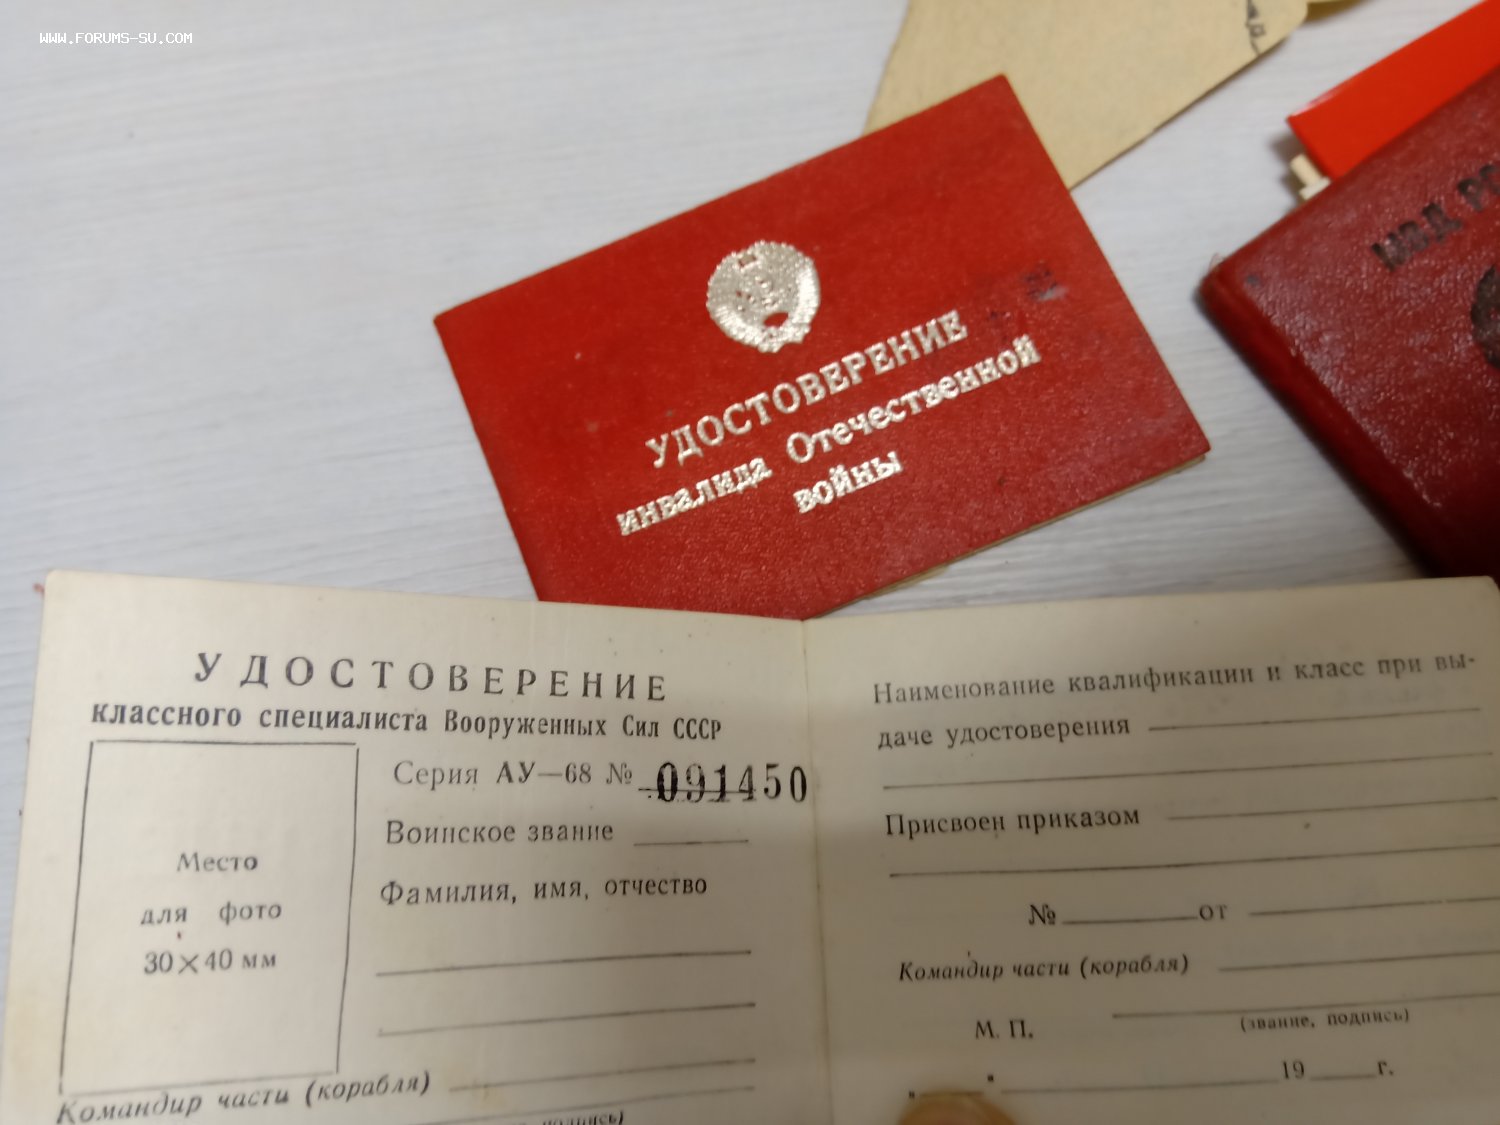 WWW.FORUMS-SU.COM
МВД
УДОСТОВЕРЕНИЕ
инвалида Отечественной
войны
УДОСТОВЕРЕНИЕ
классного специалиста Вооруженных Сил СССР
Серия АУ—68 № 091450
Воинское звание
Фамилия, имя, отчество
Место
для фото
30×40 мм
Командир части (корабля)
Наименование квалификации и класс при вы-
даче удостоверения
Присвоен приказом
№ от
Командир части (корабля)
(звание, подпись)
М. П.
19 г.